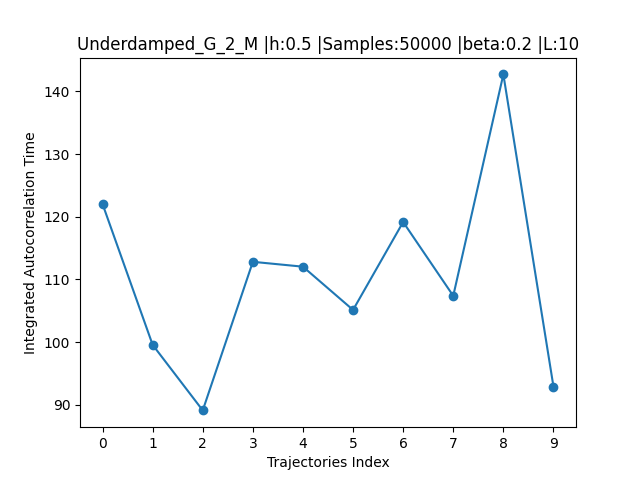 Underdamped_G_2_M |h:0.5 |Samples:50000 |beta:0.2 |L:10
Integrated Autocorrelation Time
140
130
120
110
100
90
0 1 2 3 4 5 6 7 8 9
Trajectories Index